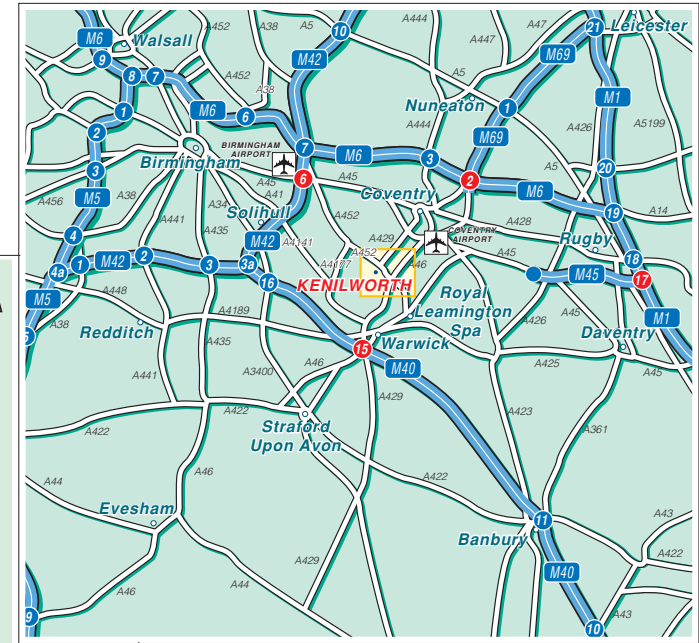 A452
A5
10
A444
A47
21
Leicester
M6
Walsall
A447
9
A452
A38
M42
A5
M69
8
7
M1
A38
Nuneaton
1
1
M6
6
A444
M69
A426
A5199
2
BIRMINGHAM
AIRPORT
7
M6
3
A5
20
3
Birmingham
6
A45
A45
2
M6
M5
A38
A41
Coventry
19
A14
A456
A441
A34
Solihull
A452
A428
A435
A429
COVENTRY
AIRPORT
Rugby
4
M42
A4141
A452
A45
18
4a
1
M42
2
3
3a
A4177
A46
M45
17
M5
A448
16
KENILWORTH
Royal
Leamington
Spa
A38
A4189
A426
A45
M1
Redditch
A435
15
Warwick
Daventry
A46
M40
A425
A45
A441
A3400
A429
A422
A423
A361
Straford
Upon Avon
A422
A46
A422
A44
Evesham
11
A43
Banbury
A422
A429
M40
A46
A44
9
10
A43